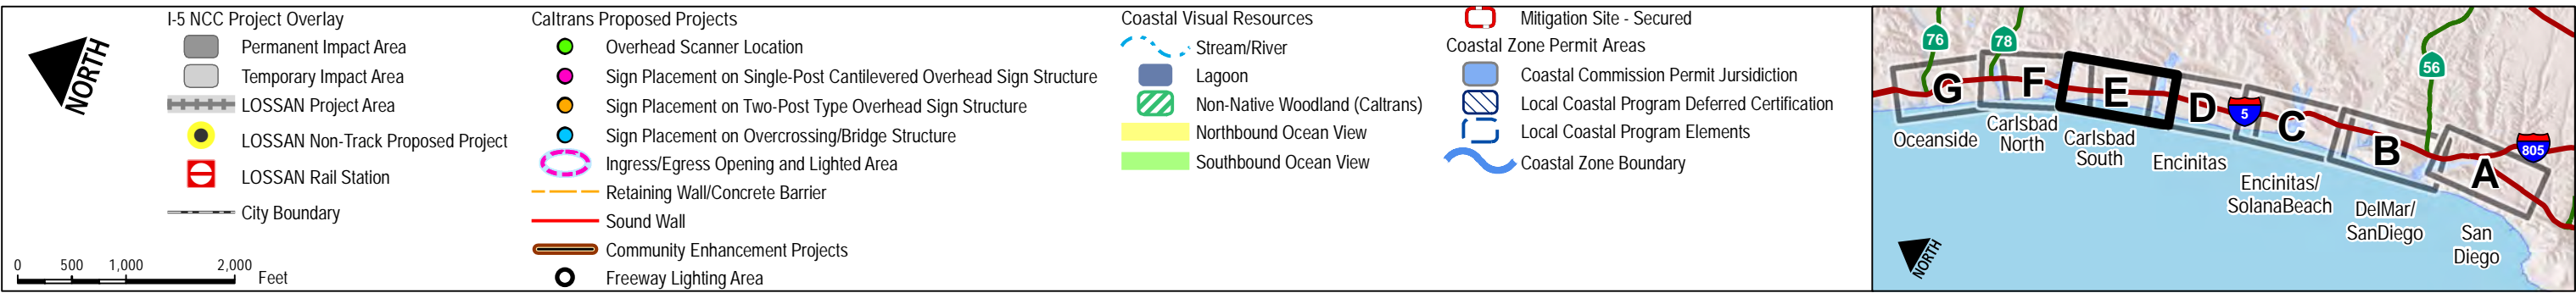 NORTH
0 500 1,000 2,000
Feet
I-5 NCC Project Overlay
Permanent Impact Area
Temporary Impact Area
LOSSAN Project Area
LOSSAN Non-Track Proposed Project
LOSSAN Rail Station
City Boundary
Caltrans Proposed Projects
Overhead Scanner Location
Sign Placement on Single-Post Cantilevered Overhead Sign Structure
Sign Placement on Two-Post Type Overhead Sign Structure
Sign Placement on Overcrossing/Bridge Structure
Ingress/Egress Opening and Lighted Area
Retaining Wall/Concrete Barrier
Sound Wall
Community Enhancement Projects
Freeway Lighting Area
Coastal Visual Resources
Stream/River
Lagoon
Non-Native Woodland (Caltrans)
Northbound Ocean View
Southbound Ocean View
Mitigation Site - Secured
Coastal Zone Permit Areas
Coastal Commission Permit Jursidiction
Local Coastal Program Deferred Certification
Local Coastal Program Elements
Coastal Zone Boundary
76
78
56
5
805
G
F
E
D
C
B
A
Oceanside
Carlsbad
North
Carlsbad
South
Encinitas
Encinitas/
SolanaBeach
DelMar/
SanDiego
San
Diego
NORTH